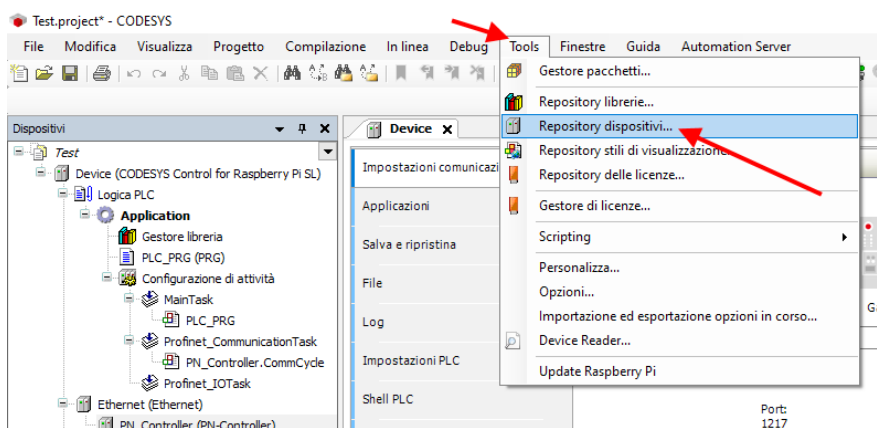 Test.project* - CODESYS
File Modifica Visualizza Progetto Compilazione In linea Debug Tools Finestre Guida Automation Server
Gestore pacchetti...
Repository librerie...
Repository dispositivi...
Repository stili di visualizzazione...
Repository delle licenze...
Gestore di licenze...
Scripting
Personalizza...
Opzioni...
Importazione ed esportazione opzioni in corso...
Device Reader...
Update Raspberry Pi
Dispositivi
Test
Device (CODESYS Control for Raspberry Pi SL)
Logica PLC
Application
Gestore libreria
PLC_PRG (PRG)
Configurazione di attività
MainTask
PLC_PRG
Profinet_CommunicationTask
PN_Controller.CommCycle
Profinet_IOTask
Ethernet (Ethernet)
PN_Controller (PN-Controller)
Device
Impostazioni comunicazi
Applicazioni
Salva e ripristina
File
Log
Impostazioni PLC
Shell PLC
Port:
1217